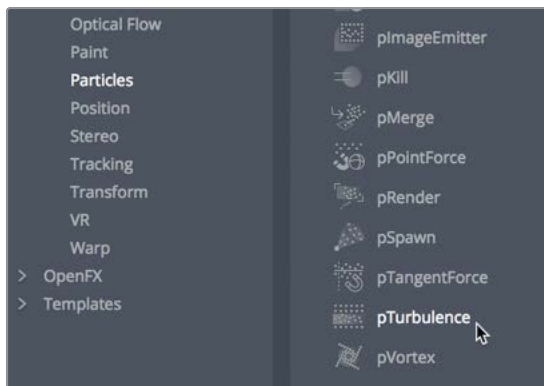 Optical Flow
Paint
Particles
Position
Stereo
Tracking
Transform
VR
Warp
> OpenFX
> Templates
pImageEmitter
pKill
pMerge
pPointForce
pRender
pSpawn
pTangentForce
pTurbulence
pVortex